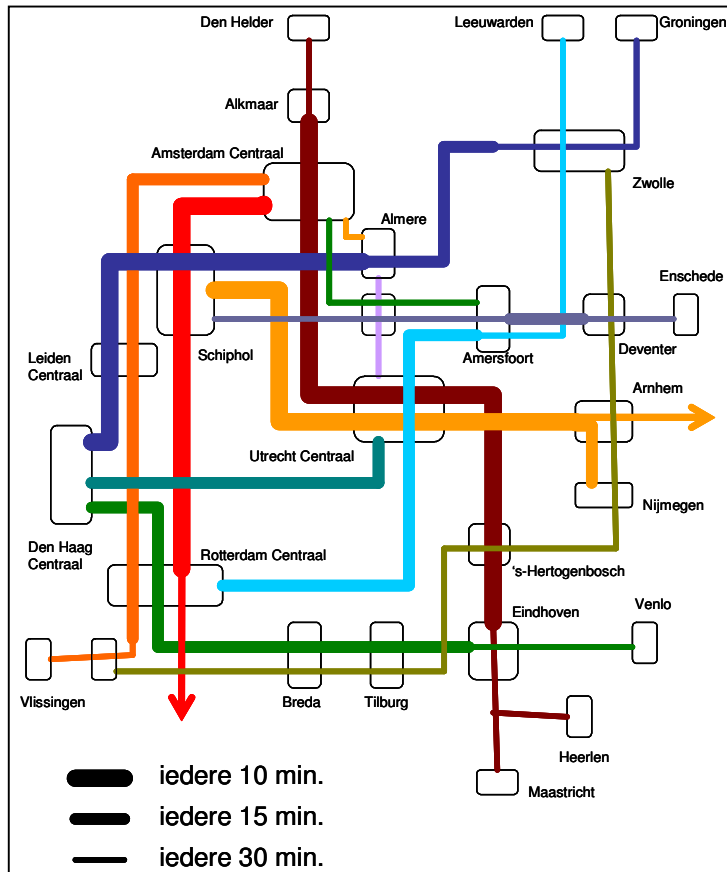 Den Helder
Leeuwarden
Groningen
Alkmaar
Amsterdam Centraal
Zwolle
Almere
Enschede
Leiden
Centraal
Schiphol
Amersfoort
Deventer
Arnhem
Utrecht Centraal
Nijmegen
Den Haag
Centraal
Rotterdam Centraal
's-Hertogenbosch
Eindhoven
Venlo
Vlissingen
Breda
Tilburg
Heerlen
Maastricht
iedere 10 min.
iedere 15 min.
iedere 30 min.